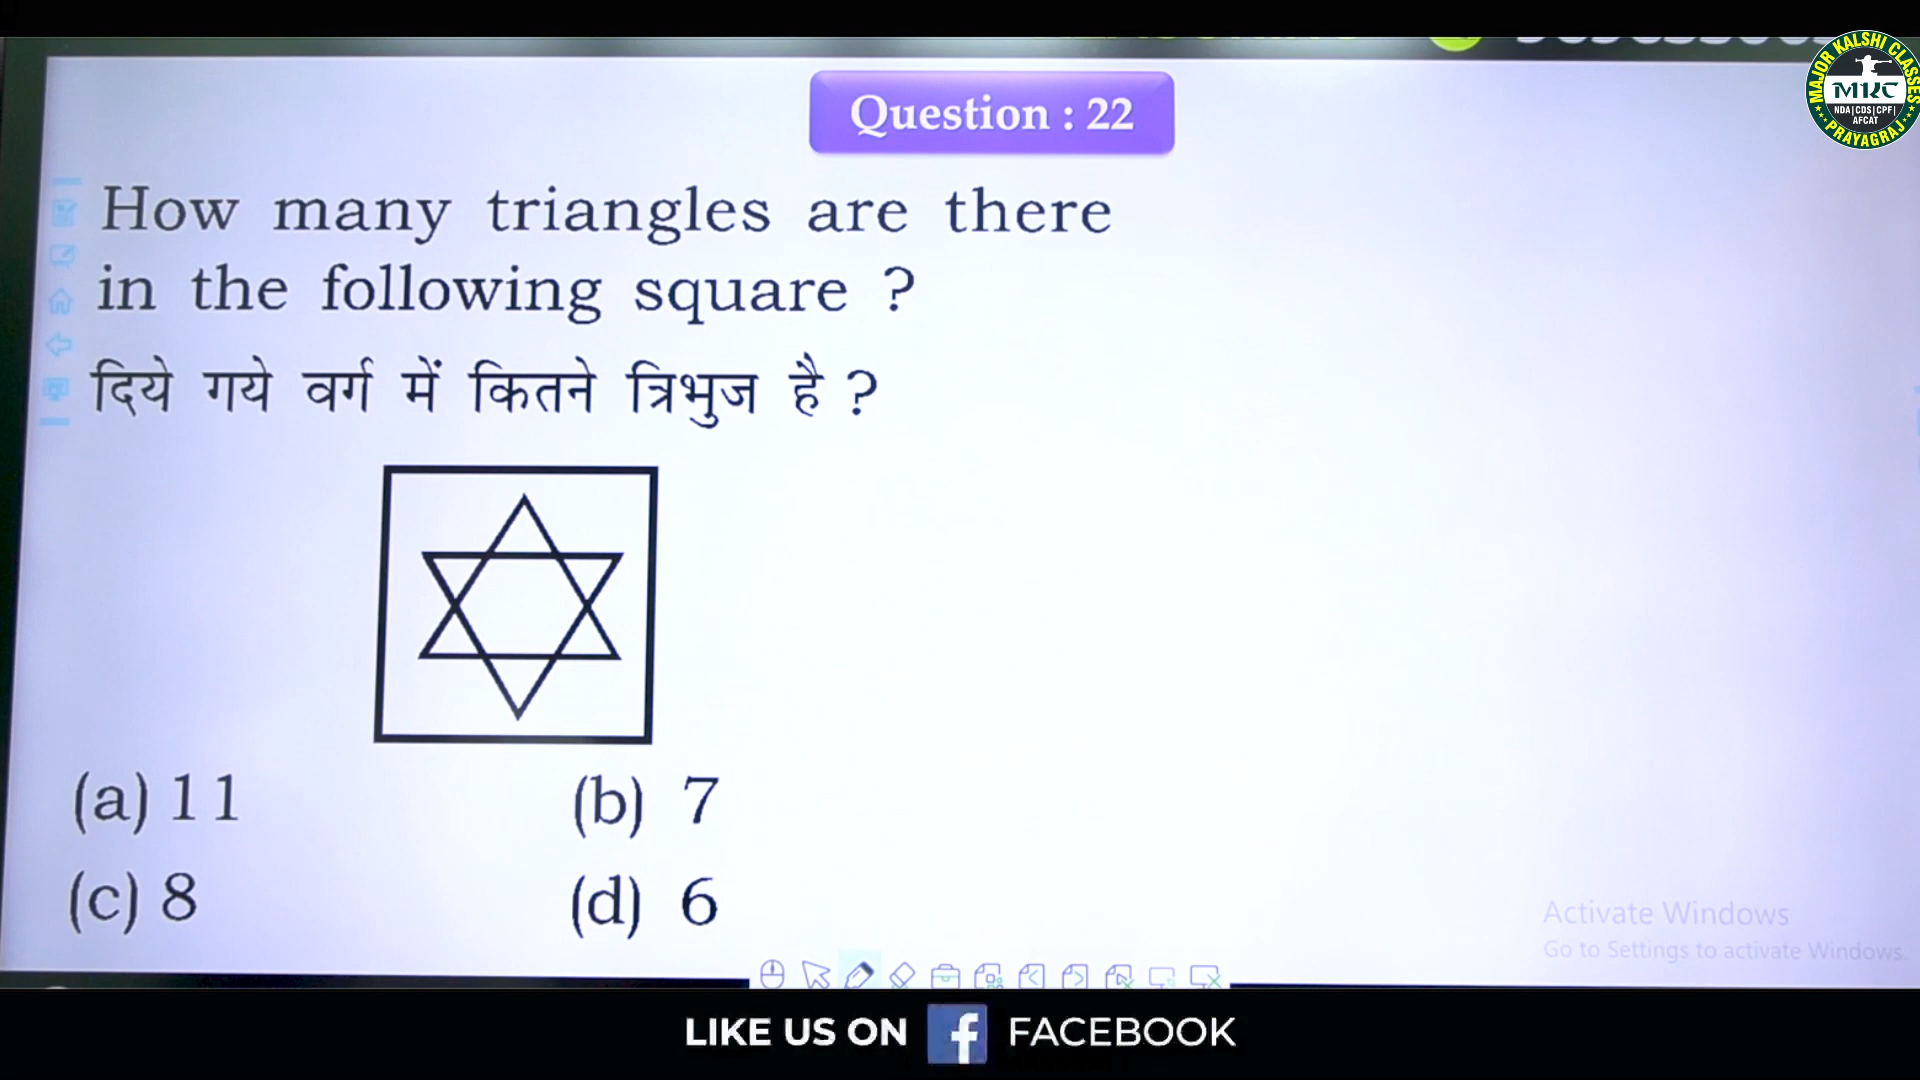 MAJOR KALSHI CLASSES
MKC
NDA|CDS|CPF|
AFCAT
PRAYAGRAJ
Question : 22
How many triangles are there
in the following square ?
दिये गये वर्ग में कितने त्रिभुज है ?
(a) 11
(b) 7
(c) 8
(d) 6
Activate Windows
Go to Settings to activate Windows.
LIKE US ON f FACEBOOK